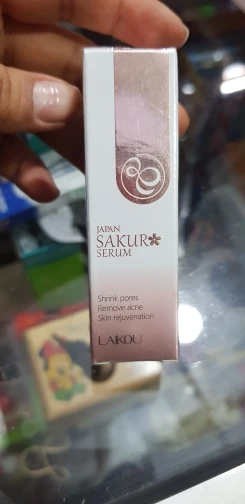 JAPAN
SAKURA
SERUM
Shrink pores
Remove acne
Skin rejuvenation
LAIKOU